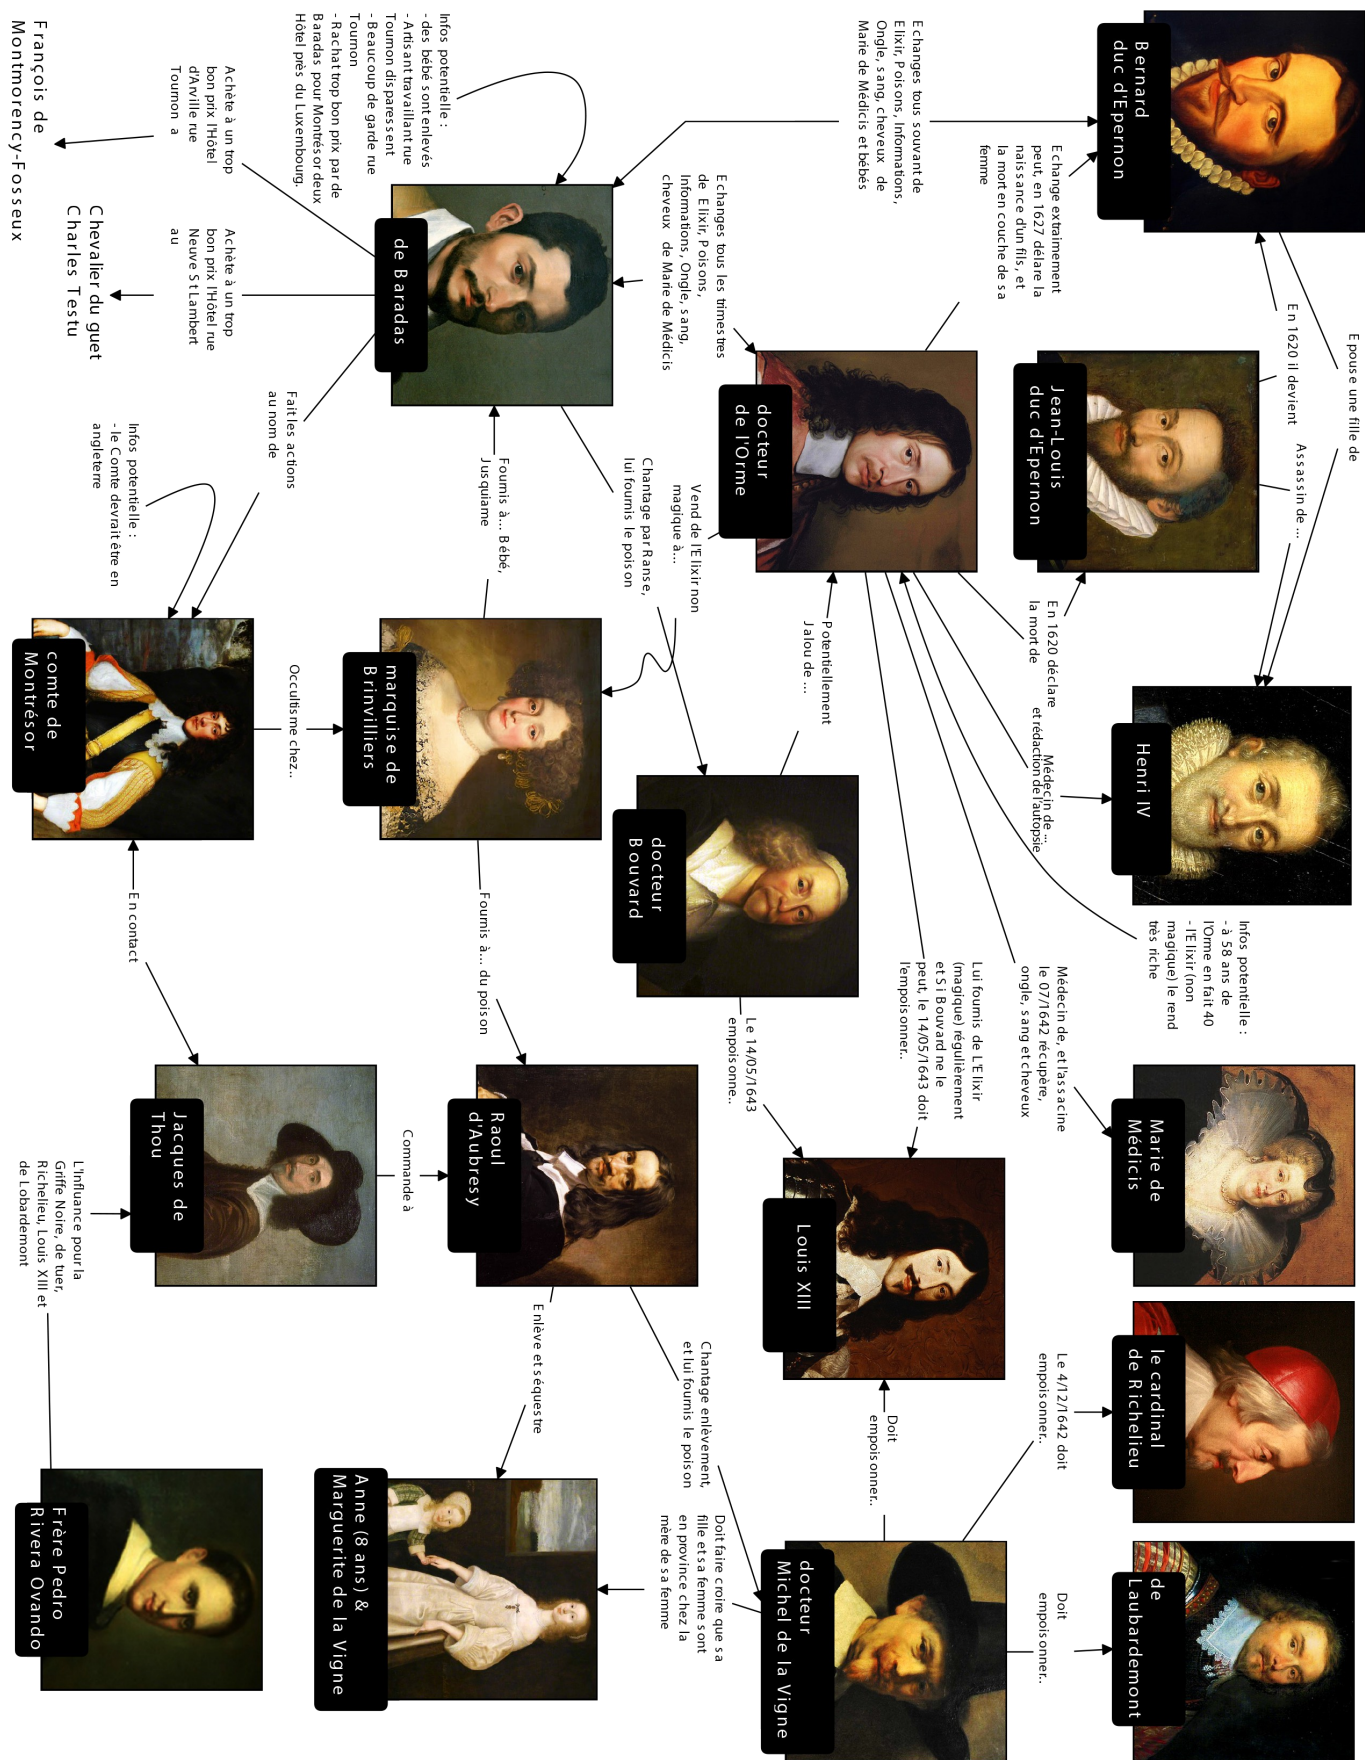 Epouse une fille de
Bernard
duc d'Epernon
En 1620 il devient
Assassin de ...
Henri IV
Infos potentielle :
- à 58 ans de
l'Orme en fait 40
- l'Elixir (non
magique) le rend
très riche
Marie de
Médicis
le cardinal
de Richelieu
de
Laubardemont
Echange extraimement
peut, en 1627 délare la
naissance d'un fils, et
la mort en couche de sa
femme
Jean-Louis
duc d'Epernon
En 1620 déclare
la mort de
Médecin de ...
et rédaction de l'autopsie
Médecin de, et l'assacine
le 07/1642 récupère,
ongle, sang et cheveux
Le 4/12/1642 doit
empoisonner..
Doit
empoisonner..
Echanges tous souvant de
Elixir, Poisons, Informations,
Ongle, sang, cheveux de
Marie de Médicis et bébés
Lui fournis de L'Elixir
(magique) régulièrement
et Si Bouvard ne le
peut, le 14/05/1643 doit
l'empoisonner..
Doit
empoisonner..
Louis XIII
Potentiellement
Jalou de ...
docteur
de l'Orme
docteur
Michel de la Vigne
Echanges tous les trimestres
de Elixir, Poisons,
Informations, Ongle, sang,
cheveux de Marie de Médicis
Le 14/05/1643
empoisonne..
Vend de l'Elixir non
magique à...
Chantage par Ranse,
lui fournis le poison
docteur
Bouvard
Chantage enlèvement,
et lui fournis le poison
Doit faire croire que sa
fille et sa femme sont
en province chez la
mère de sa femme
Infos potentielle :
- des bébé sont enlevés
- Artisant travaillant rue
Tournon disparessent
- Beaucoup de garde rue
Tournon
- Rachat trop bon prix par de
Baradas pour Montrésor deux
Hôtel près du Luxembourg.
de Baradas
Fournis à... Bébé,
Jusquiame
marquise de
Brinvilliers
Fournis à... du poison
Raoul
d'Aubresy
Enlève et séquestre
Anne (8 ans) &
Marguerite de la Vigne
Commande à
Achète à un trop
bon prix l'Hôtel
d'Anville rue
Tournon a
Achète à un trop
bon prix l'Hôtel rue
Neuve St Lambert
au
Fait les actions
au nom de
Occultisme chez..
Jacques de
Thou
François de
Montmorency-Fosseux
Chevalier du guet
Charles Testu
Infos potentielle :
- le Comte devrait être en
angleterre
comte de
Montrésor
En contact
L'Influance pour la
Griffe Noire, de tuer,
Richelieu, Louis XIII et
de Lobardemont
Frère Pedro
Rivera Ovando